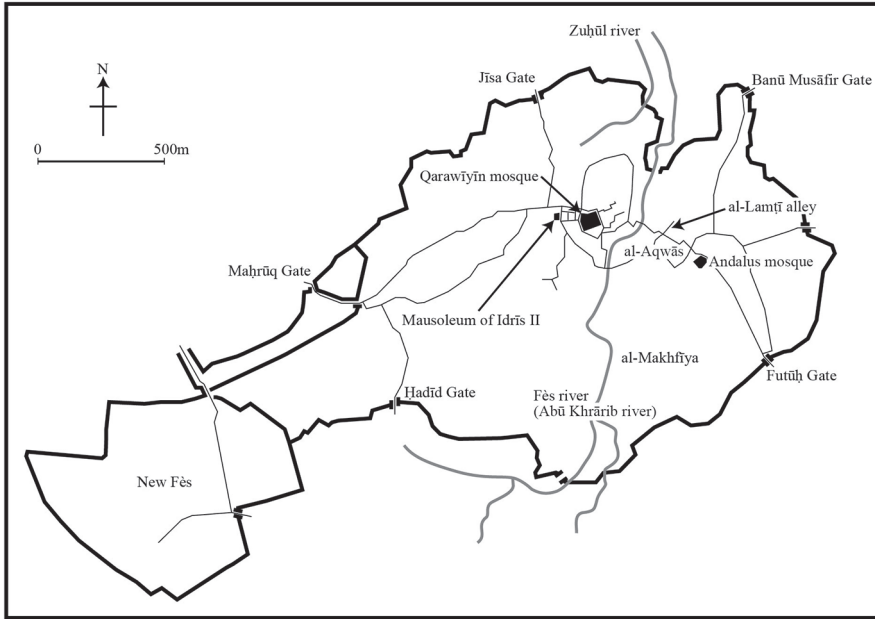 Zuḥūl river
N
Jīsa Gate
Banū Musāfir Gate
0
500m
Qarawīyīn mosque
al-Lamṭī alley
al-Aqwās
Andalus mosque
Maḥrūq Gate
Mausoleum of Idrīs II
al-Makhfīya
Futūḥ Gate
Ḥadīd Gate
Fès river
(Abū Khrārib river)
New Fès